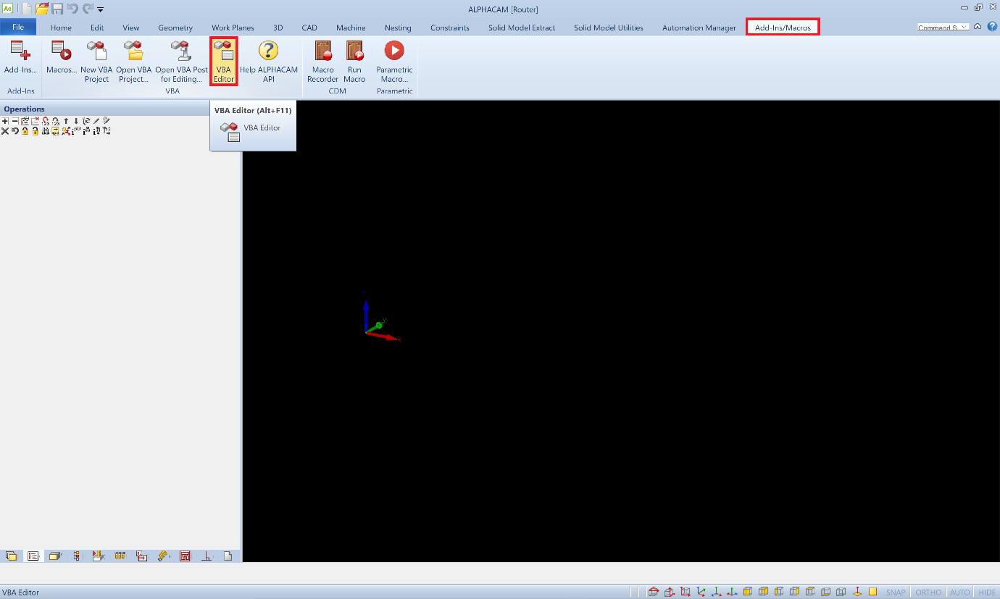 Ac
ALPHACAM [Router]
File Home Edit View Geometry Work Planes 3D CAD Machine Nesting Constraints Solid Model Extract Solid Model Utilities Automation Manager Add-Ins/Macros
Add-Ins... Macros... New VBA Project Open VBA Project... Open VBA Post for Editing... VBA Editor Help ALPHACAM API Macro Recorder Run Macro Parametric Macro...
Add-Ins VBA CDM Parametric
Operations
VBA Editor (Alt+F11)
VBA Editor
VBA Editor SNAP ORTHO AUTO HIDE